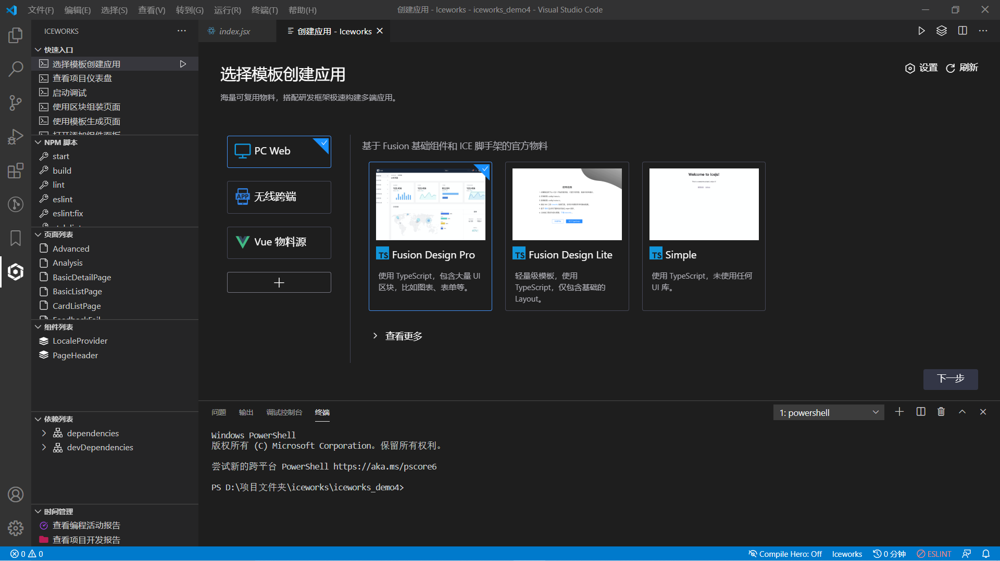 文件(F) 编辑(E) 选择(S) 查看(V) 转到(G) 运行(R) 终端(T) 帮助(H)
创建应用 - Iceworks - iceworks_demo4 - Visual Studio Code
ICEWORKS
index.jsx
创建应用 - Iceworks
快速入口
选择模板创建应用
查看项目仪表盘
启动调试
使用区块组装页面
使用模板生成页面
打开添加组件面板
NPM 脚本
start
build
lint
eslint
eslint:fix
页面列表
Advanced
Analysis
BasicDetailPage
BasicListPage
CardListPage
FeedbackFail
组件列表
LocaleProvider
PageHeader
依赖列表
dependencies
devDependencies
时间管理
查看编程活动报告
查看项目开发报告
选择模板创建应用
海量可复用物料，搭配研发框架极速构建多端应用。
设置 刷新
PC Web
APP 无线跨端
Vue 物料源
基于 Fusion 基础组件和 ICE 脚手架的官方物料
TS Fusion Design Pro
使用 TypeScript，包含大量 UI
区块，比如图表、表单等。
TS Fusion Design Lite
轻量级模板，使用
TypeScript，仅包含基础的
Layout。
Welcome to icejs!
TS Simple
使用 TypeScript，未使用任何
UI 库。
查看更多
下一步
问题 输出 调试控制台 终端
1: powershell
Windows PowerShell
版权所有 (C) Microsoft Corporation。保留所有权利。
尝试新的跨平台 PowerShell https://aka.ms/pscore6
PS D:\项目文件夹\iceworks\iceworks_demo4>
0 0
Compile Hero: Off
Iceworks
0 分钟
ESLINT